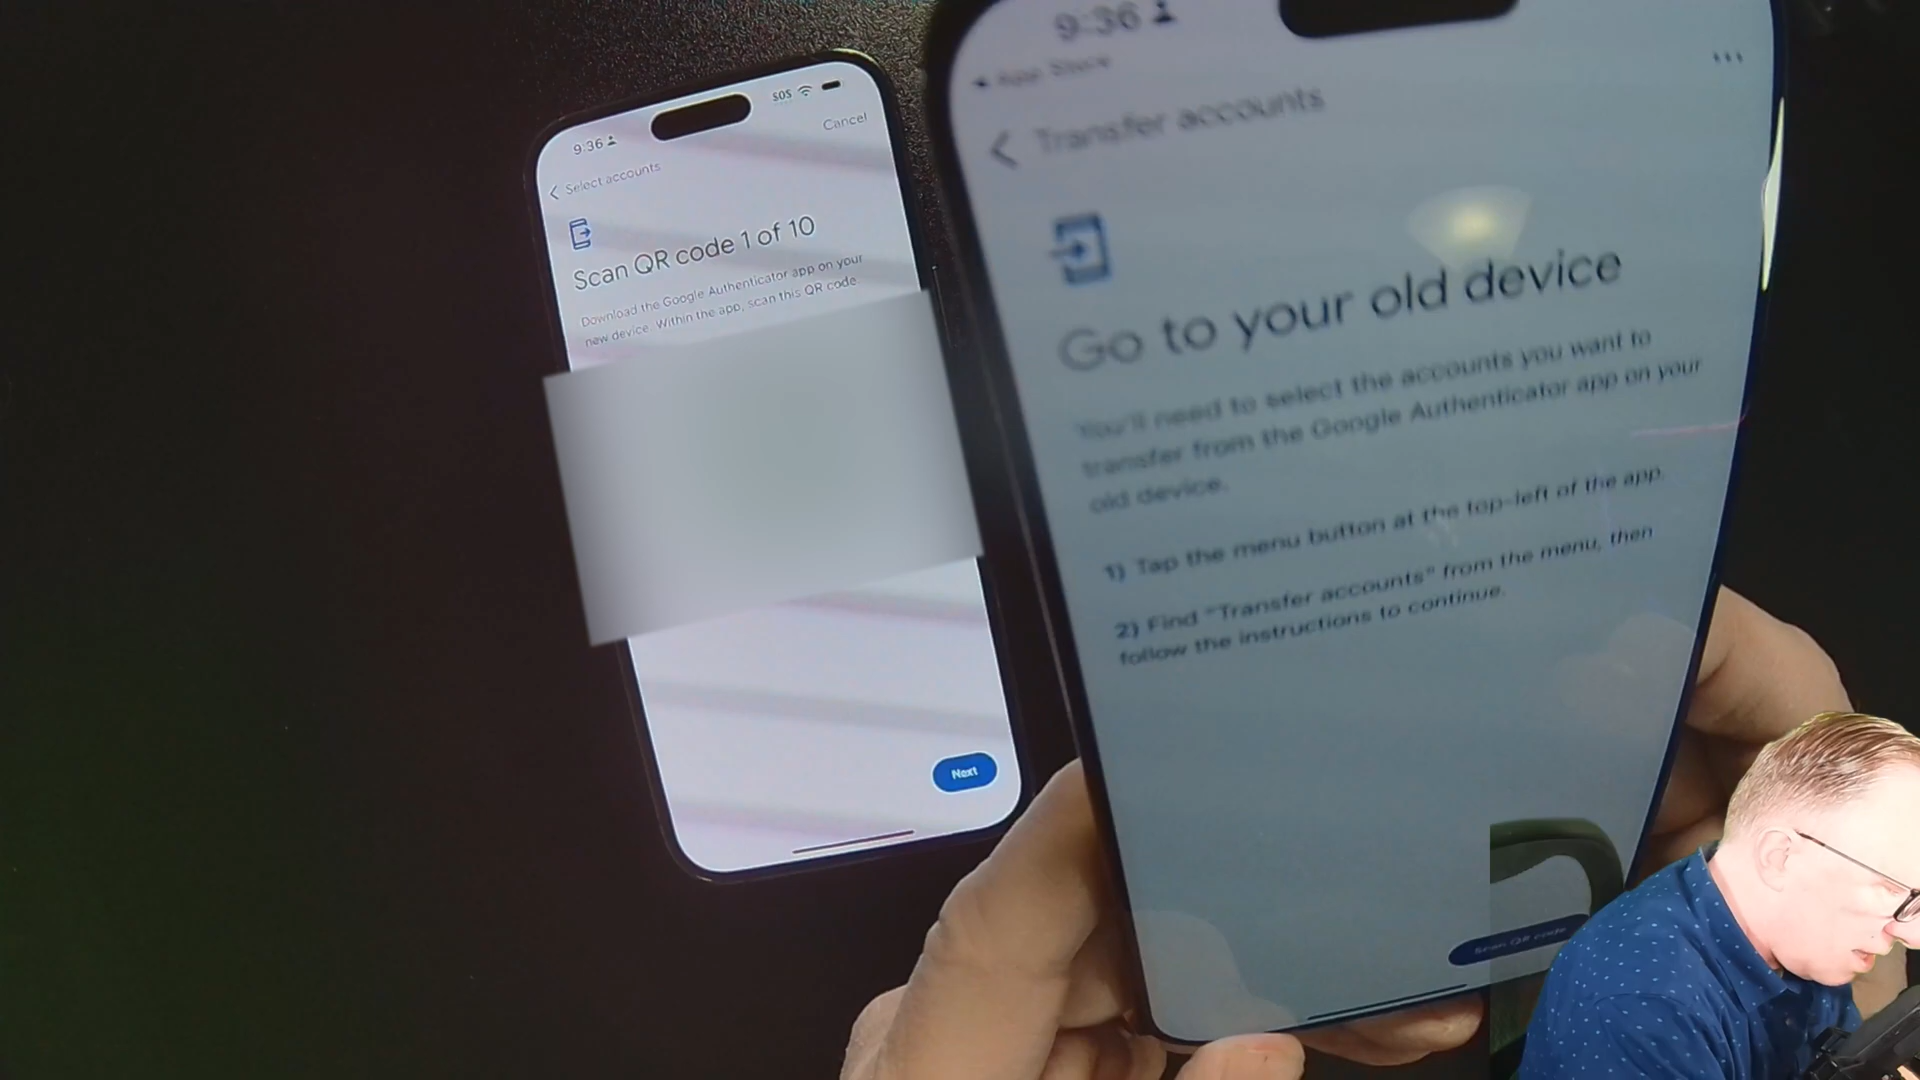 9:36
SOS
Cancel
Select accounts
Scan QR code 1 of 10
Download the Google Authenticator app on your
new device. Within the app, scan this QR code
Next
9:36
App Store
Transfer accounts
Go to your old device
You'll need to select the accounts you want to
transfer from the Google Authenticator app on your
old device.
1) Tap the menu button at the top-left of the app.
2) Find "Transfer accounts" from the menu, then
follow the instructions to continue.
Scan QR code